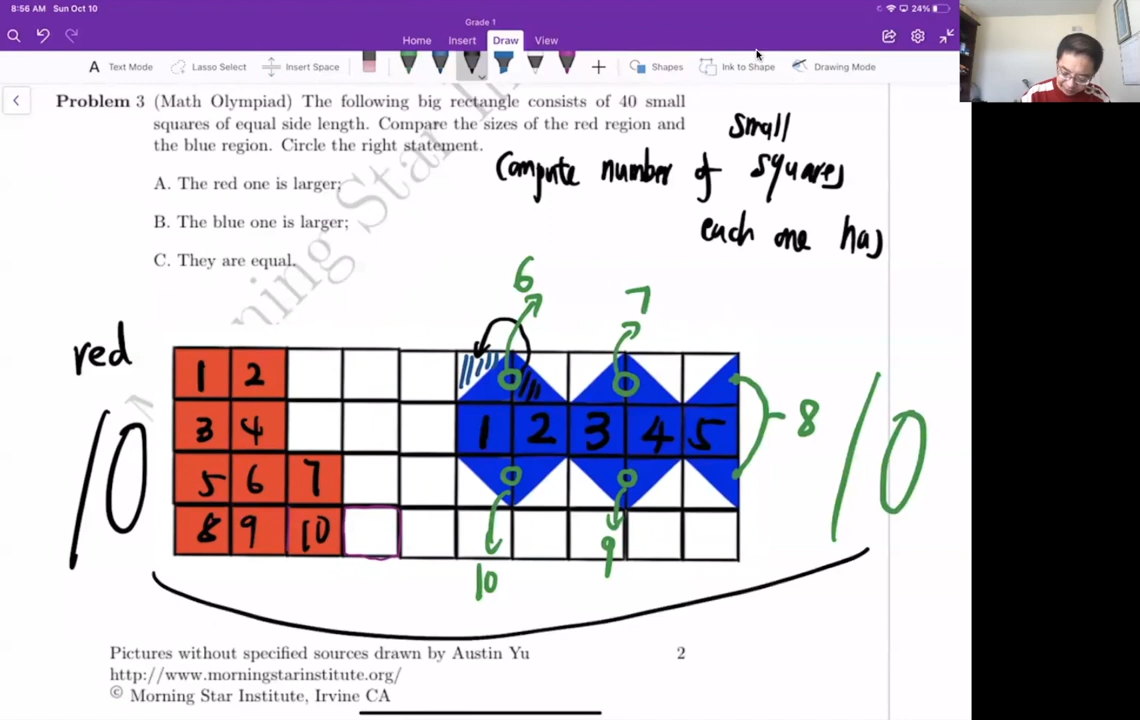 8:56 AM Sun Oct 10
24%
Grade 1
Home Insert Draw View
Text Mode Lasso Select Insert Space Shapes Ink to Shape Drawing Mode
Problem 3 (Math Olympiad) The following big rectangle consists of 40 small
squares of equal side length. Compare the sizes of the red region and
the blue region. Circle the right statement.
small
Compute number of squares
each one has
A. The red one is larger;
B. The blue one is larger;
C. They are equal.
6
7
red
1 2
3 4 1 2 3 4 5
8
10
10
5 6 7
8 9 10
9
10
Pictures without specified sources drawn by Austin Yu
2
http://www.morningstarinstitute.org/
© Morning Star Institute, Irvine CA